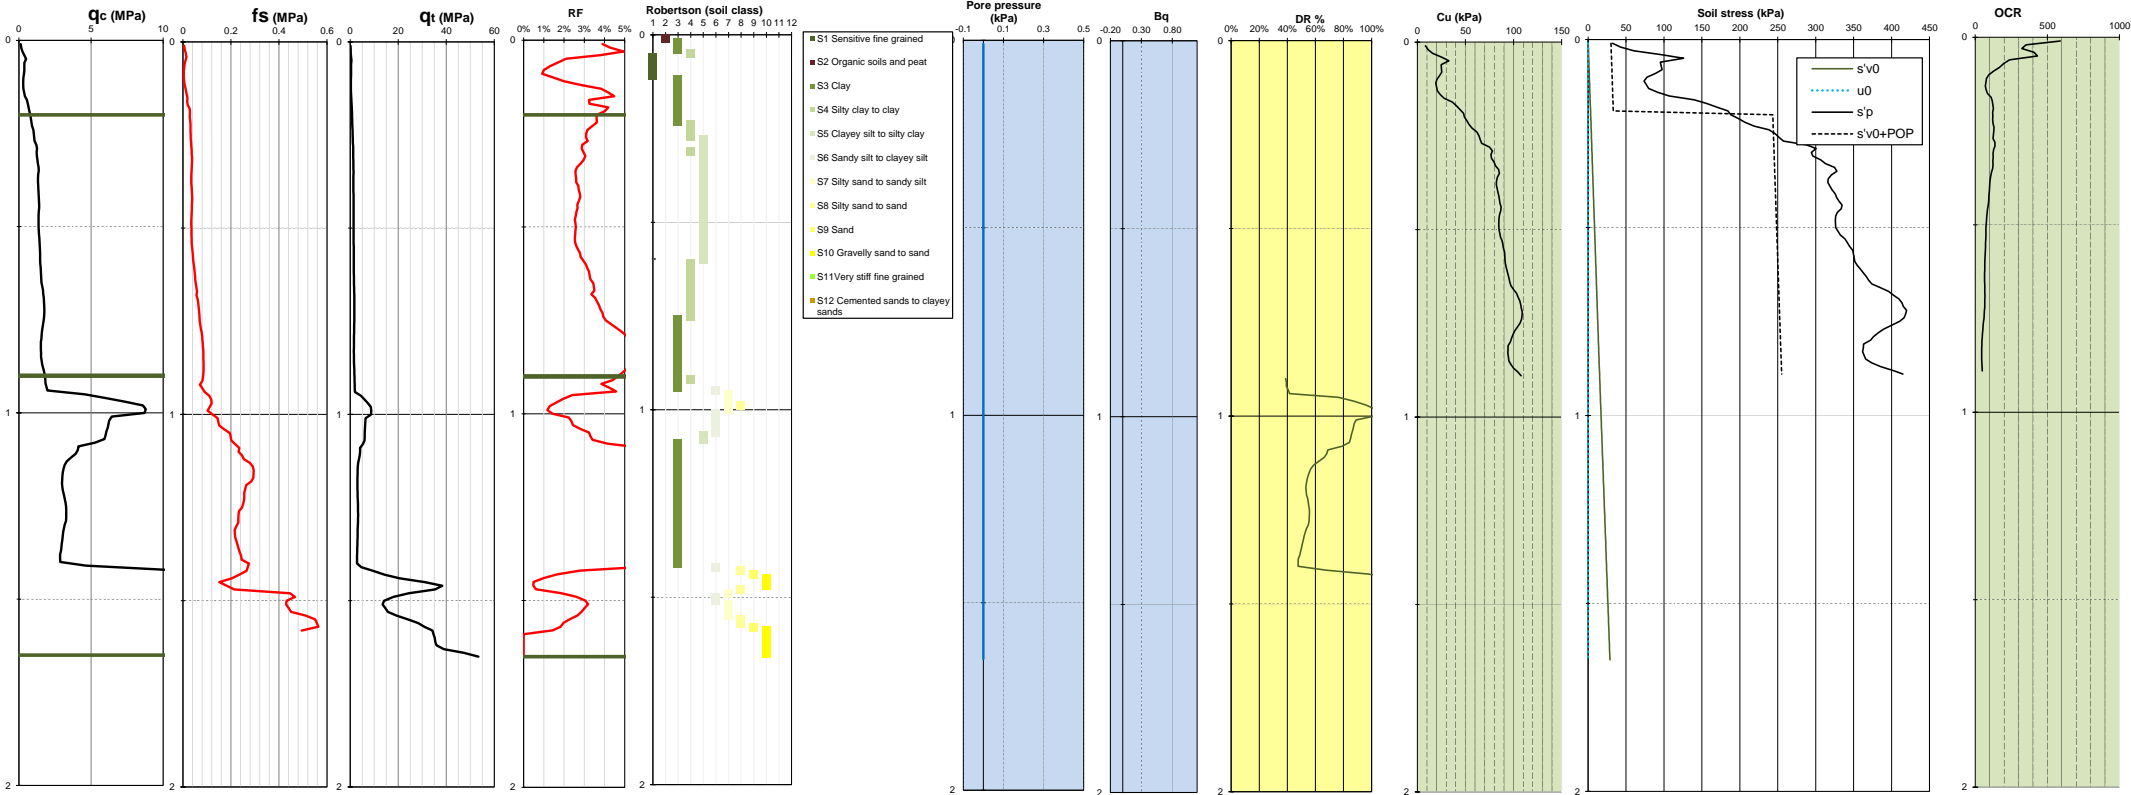 qc (MPa)
0 5 10
0
1
2
fs (MPa)
0 0.2 0.4 0.6
0
1
2
qt (MPa)
0 20 40 60
0
1
2
RF
0% 1% 2% 3% 4% 5%
0
1
2
Robertson (soil class)
1 2 3 4 5 6 7 8 9 10 11 12
0
1
2
S1 Sensitive fine grained
S2 Organic soils and peat
S3 Clay
S4 Silty clay to clay
S5 Clayey silt to silty clay
S6 Sandy silt to clayey silt
S7 Silty sand to sandy silt
S8 Silty sand to sand
S9 Sand
S10 Gravelly sand to sand
S11Very stiff fine grained
S12 Cemented sands to clayey
sands
Pore pressure
(kPa)
-0.1 0.1 0.3 0.5
0
1
2
Bq
-0.20 0.30 0.80
0
1
2
DR %
0% 20% 40% 60% 80% 100%
0
1
2
Cu (kPa)
0 50 100 150
0
1
2
Soil stress (kPa)
0 50 100 150 200 250 300 350 400 450
0
1
2
s'v0
u0
s'p
s'v0+POP
OCR
0 500 1000
0
1
2